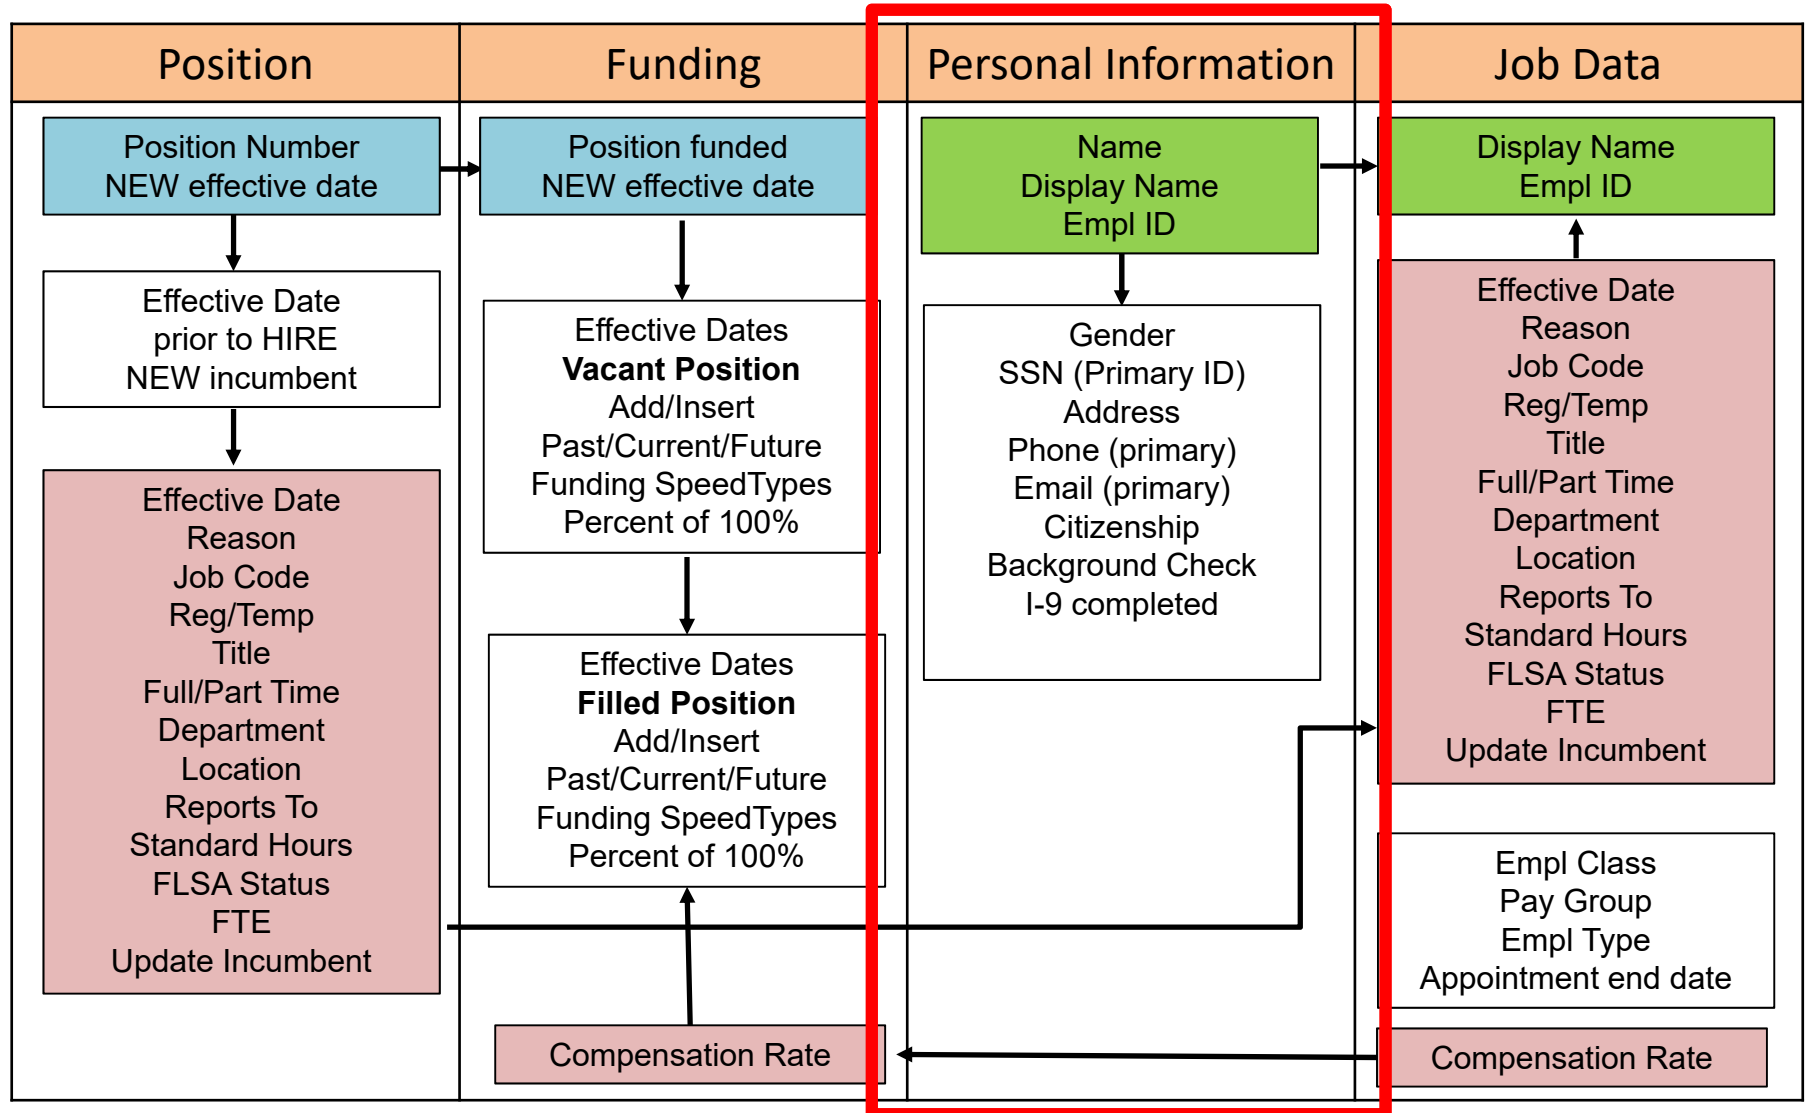 Position
Position Number
NEW effective date
Effective Date
prior to HIRE
NEW incumbent
Effective Date
Reason
Job Code
Reg/Temp
Title
Full/Part Time
Department
Location
Reports To
Standard Hours
FLSA Status
FTE
Update Incumbent
Funding
Position funded
NEW effective date
Effective Dates
Vacant Position
Add/Insert
Past/Current/Future
Funding SpeedTypes
Percent of 100%
Effective Dates
Filled Position
Add/Insert
Past/Current/Future
Funding SpeedTypes
Percent of 100%
Compensation Rate
Personal Information
Name
Display Name
Empl ID
Gender
SSN (Primary ID)
Address
Phone (primary)
Email (primary)
Citizenship
Background Check
I-9 completed
Job Data
Display Name
Empl ID
Effective Date
Reason
Job Code
Reg/Temp
Title
Full/Part Time
Department
Location
Reports To
Standard Hours
FLSA Status
FTE
Update Incumbent
Empl Class
Pay Group
Empl Type
Appointment end date
Compensation Rate